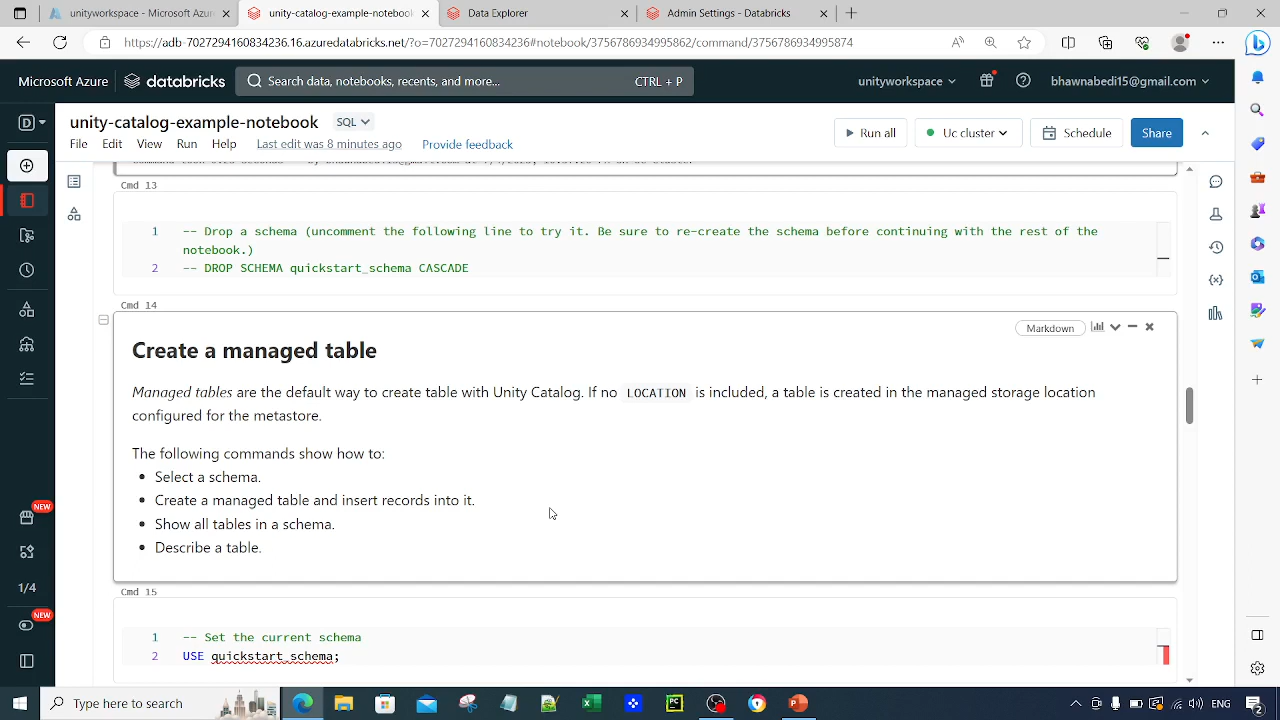 unity-catalog - Microsoft Azur
unity-catalog-example-notebook
Data Explorer
Admin Settings - Databricks
https://adb-7027294160834236.16.azuredatabricks.net/?o=7027294160834236#notebook/3756786934995862/command/3756786934995874
Microsoft Azure
databricks
Search data, notebooks, recents, and more...
CTRL + P
unityworkspace
bhawnabedi15@gmail.com
D
unity-catalog-example-notebook
SQL
File Edit View Run Help
Last edit was 8 minutes ago
Provide feedback
Run all
Uc cluster
Schedule
Share
Cmd 13
1 -- Drop a schema (uncomment the following line to try it. Be sure to re-create the schema before continuing with the rest of the
notebook.)
2 -- DROP SCHEMA quickstart_schema CASCADE
Cmd 14
Markdown
Create a managed table
Managed tables are the default way to create table with Unity Catalog. If no LOCATION is included, a table is created in the managed storage location
configured for the metastore.
The following commands show how to:
• Select a schema.
• Create a managed table and insert records into it.
• Show all tables in a schema.
• Describe a table.
Cmd 15
1 -- Set the current schema
2 USE quickstart_schema;
NEW
1/4
NEW
Type here to search
PC
ENG
2